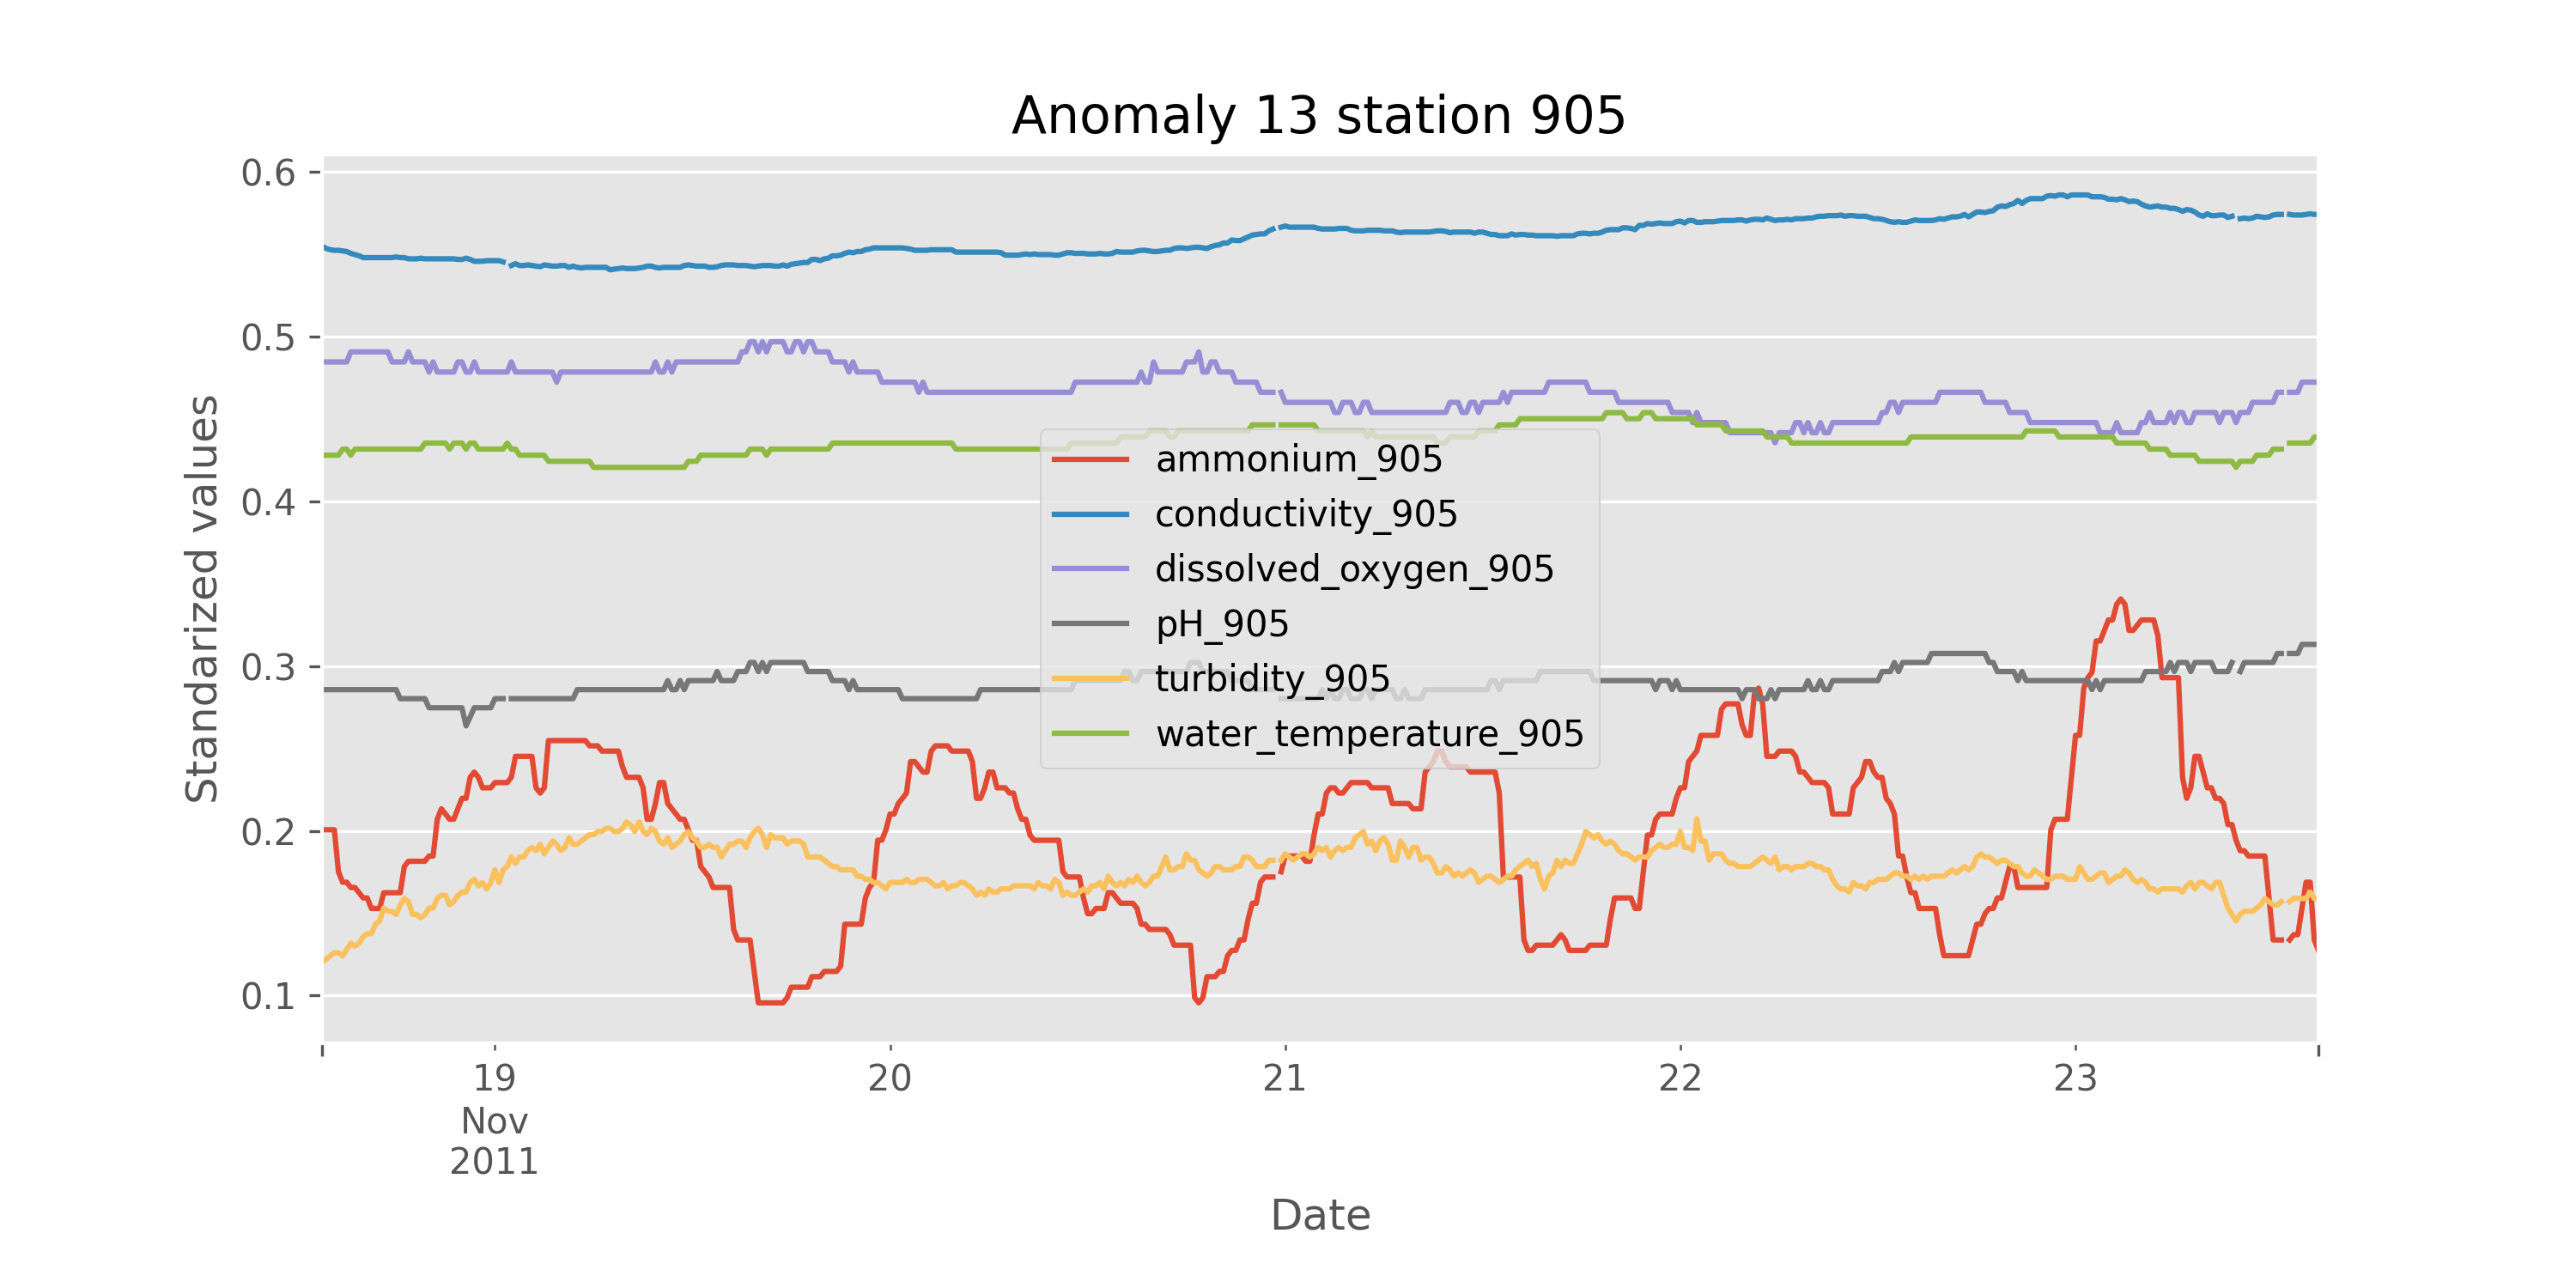 Anomaly 13 station 905
Standarized values
0.6
0.5
0.4
0.3
0.2
0.1
ammonium_905
conductivity_905
dissolved_oxygen_905
pH_905
turbidity_905
water_temperature_905
19 20 21 22 23
Nov
2011
Date